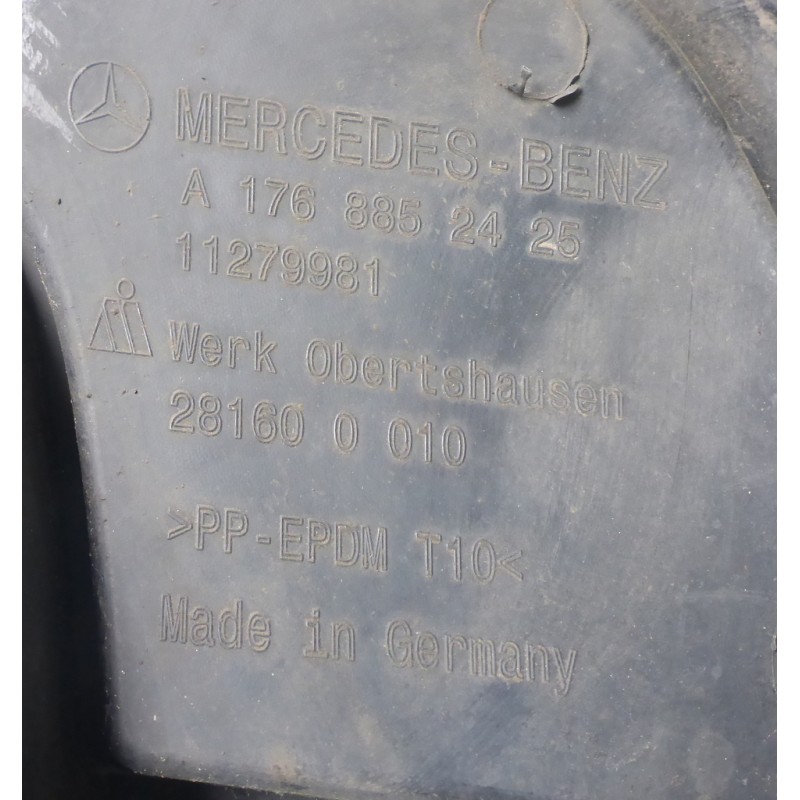 MERCEDES-BENZ
A 176 885 24 25
11279981
Werk Obertshausen
28160 0 010
>PP-EPDM T10<
Made in Germany